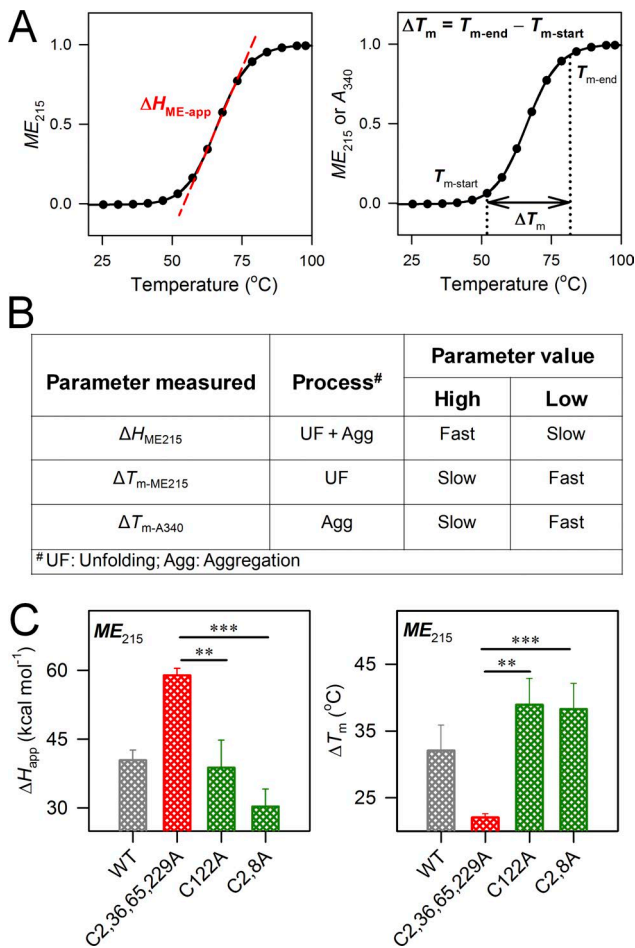 A
1.0
0.5
0.0
ME215
ΔHME-app
25 50 75 100
Temperature (oC)
ΔTm = Tm-end − Tm-start
1.0
0.5
0.0
ME215 or A340
Tm-end
Tm-start
ΔTm
25 50 75 100
Temperature (oC)
B
Parameter measured Process# Parameter value
High Low
ΔHME215 UF + Agg Fast Slow
ΔTm-ME215 UF Slow Fast
ΔTm-A340 Agg Slow Fast
# UF: Unfolding; Agg: Aggregation
C
ME215
***
**
60
45
30
ΔHapp (kcal mol-1)
WT
C2,36,65,229A
C122A
C2,8A
ME215
***
**
45
35
25
ΔTm (oC)
WT
C2,36,65,229A
C122A
C2,8A